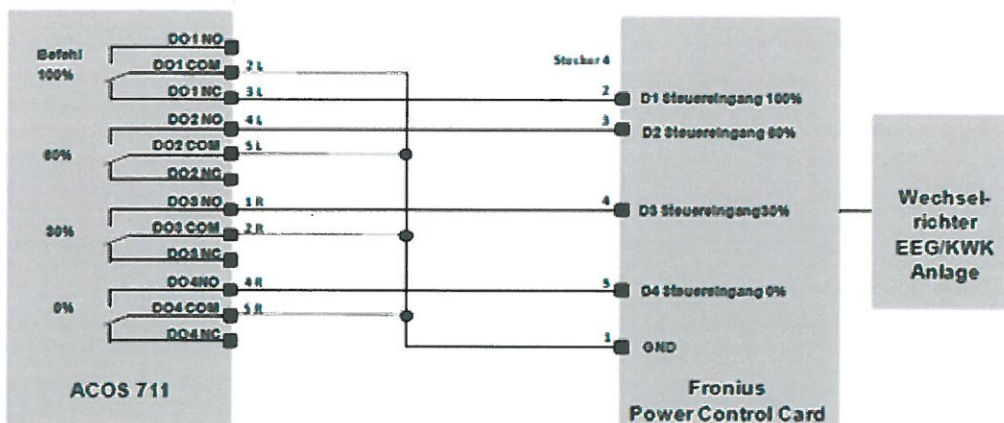 Befehl
100%
DO1 NO
DO1 COM
DO1 NC
2 L
3 L
60%
DO2 NO
DO2 COM
DO2 NC
4 L
5 L
30%
DO3 NO
DO3 COM
DO3 NC
1 R
2 R
0%
DO4NO
DO4 COM
DO4 NC
4 R
5 R
ACOS 711
Stecker 4
2
D1 Steuereingang 100%
3
D2 Steuereingang 60%
4
D3 Steuereingang30%
5
D4 Steuereingang 0%
1
GND
Fronius
Power Control Card
Wechsel-
richter
EEG/KWK
Anlage